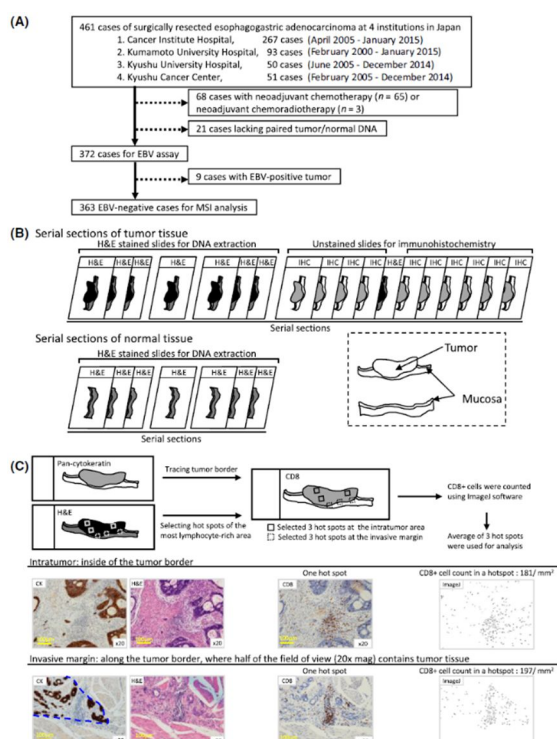 (A)
461 cases of surgically resected esophagogastric adenocarcinoma at 4 institutions in Japan
1. Cancer Institute Hospital, 267 cases (April 2005 - January 2015)
2. Kumamoto University Hospital, 93 cases (February 2000 - January 2015)
3. Kyushu University Hospital, 50 cases (June 2005 - December 2014)
4. Kyushu Cancer Center, 51 cases (February 2005 - December 2014)
68 cases with neoadjuvant chemotherapy (n = 65) or
neoadjuvant chemoradiotherapy (n = 3)
21 cases lacking paired tumor/normal DNA
372 cases for EBV assay
9 cases with EBV-positive tumor
363 EBV-negative cases for MSI analysis
(B)
Serial sections of tumor tissue
H&E stained slides for DNA extraction
Unstained slides for immunohistochemistry
H&E H&E H&E H&E H&E H&E H&E H&E IHC IHC IHC IHC IHC H&E IHC IHC IHC IHC IHC
Serial sections
Serial sections of normal tissue
H&E stained slides for DNA extraction
H&E H&E H&E H&E H&E H&E H&E
Serial sections
Tumor
Mucosa
(C)
Pan-cytokeratin
Tracing tumor border
CD8
CD8+ cells were counted
using ImageJ software
H&E
Selecting hot spots of the
most lymphocyte-rich area
Selected 3 hot spots at the intratumor area
Selected 3 hot spots at the invasive margin
Average of 3 hot spots
were used for analysis
Intratumor: inside of the tumor border
One hot spot
CD8+ cell count in a hotspot : 181/ mm²
CK
x20
H&E
x20
CD8
x20
ImageJ
Invasive margin: along the tumor border, where half of the field of view (20x mag) contains tumor tissue
One hot spot
CD8+ cell count in a hotspot : 197/ mm²
CK
H&E
CD8
ImageJ